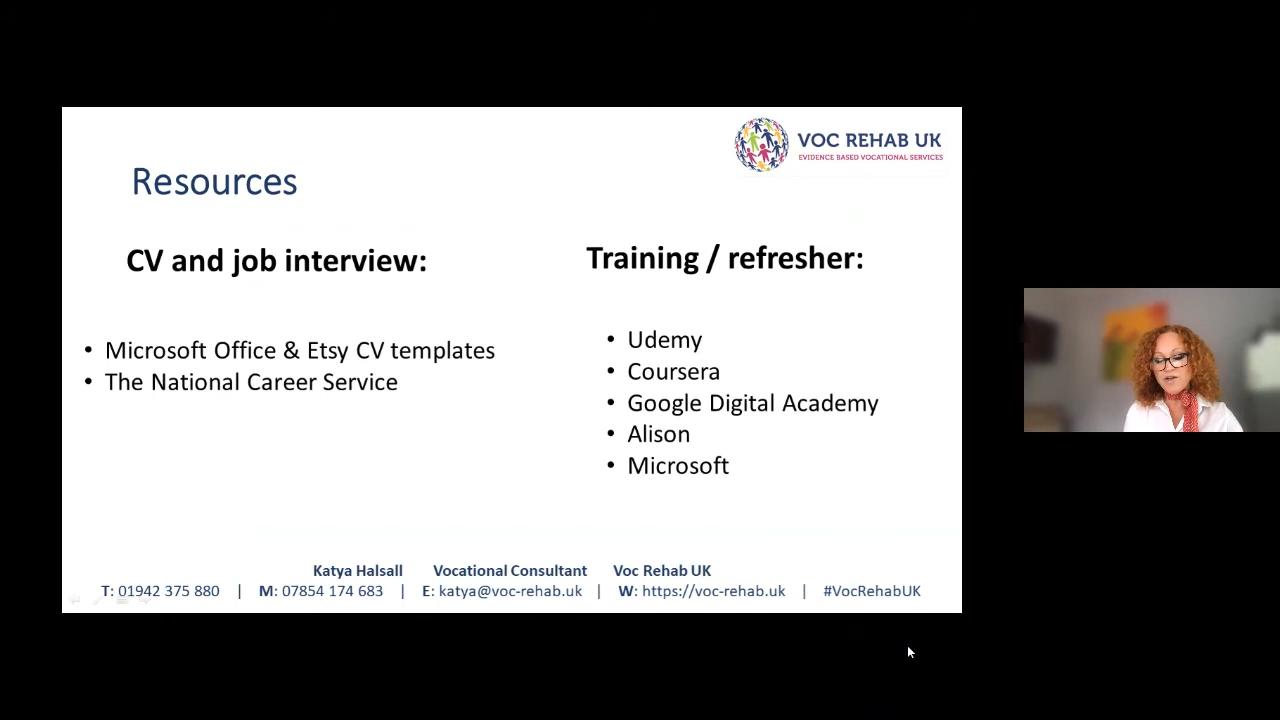 VOC REHAB UK
EVIDENCE BASED VOCATIONAL SERVICES
Resources
CV and job interview:
• Microsoft Office & Etsy CV templates
• The National Career Service
Training / refresher:
• Udemy
• Coursera
• Google Digital Academy
• Alison
• Microsoft
Katya Halsall Vocational Consultant Voc Rehab UK
T: 01942 375 880 | M: 07854 174 683 | E: katya@voc-rehab.uk | W: https://voc-rehab.uk | #VocRehabUK